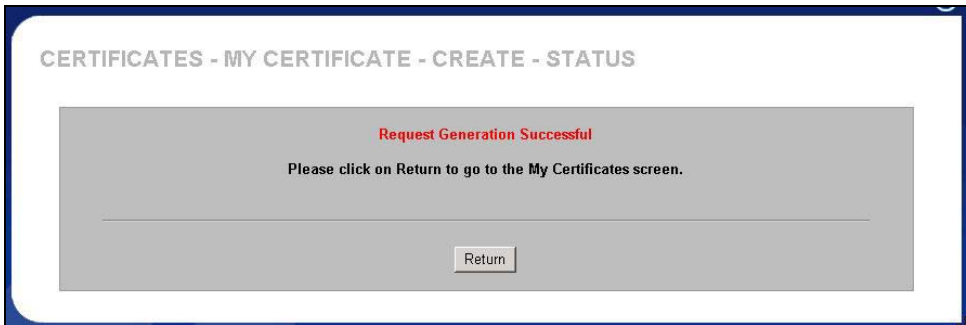 CERTIFICATES - MY CERTIFICATE - CREATE - STATUS
Request Generation Successful
Please click on Return to go to the My Certificates screen.
Return